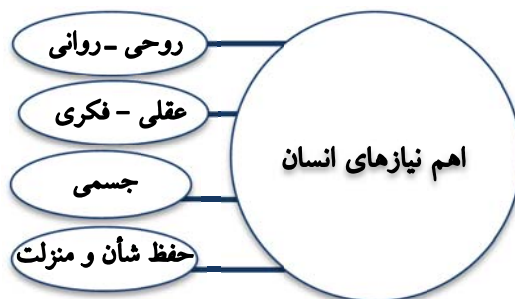 اهم نیازهای انسان
روحی -روانی
عقلی - فکری
جسمی
حفظ شأن و منزلت